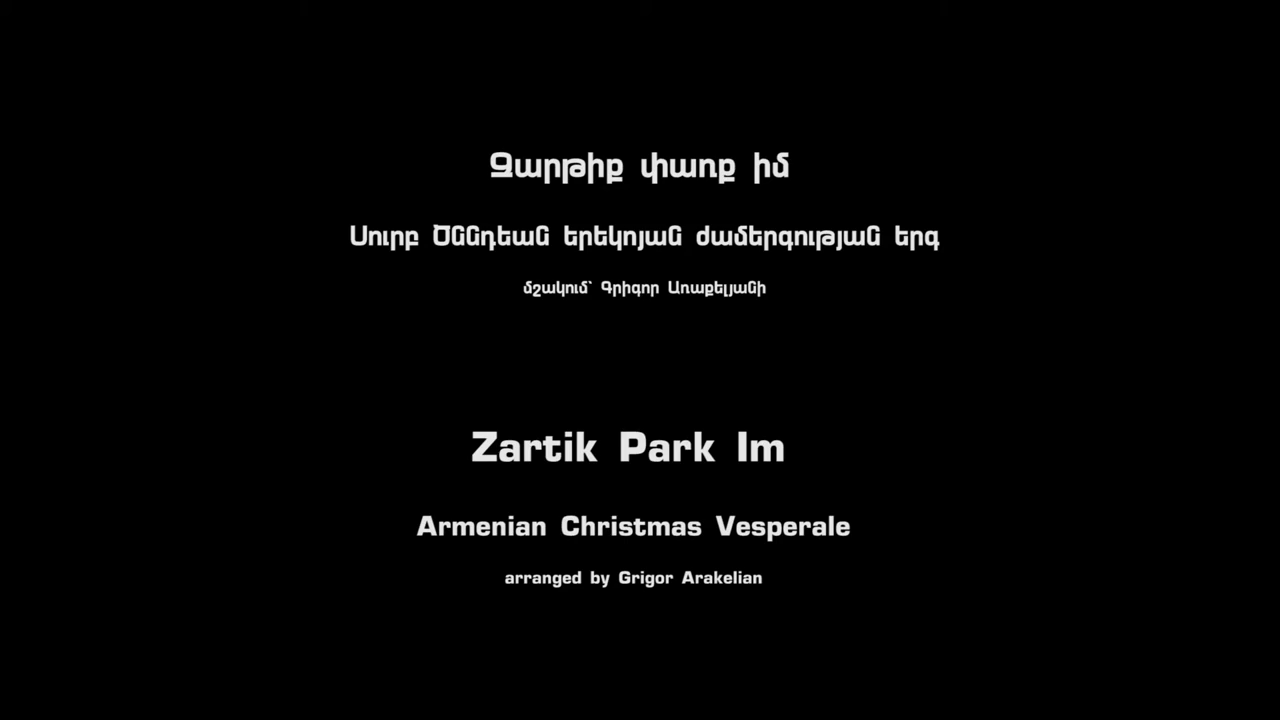 Զարթիք փառք իմ
Սուրբ Ծննդեան երեկոյան ժամերգության երգ
մշակում՝ Գրիգոր Առաքելյանի
Zartik Park Im
Armenian Christmas Vesperale
arranged by Grigor Arakelian